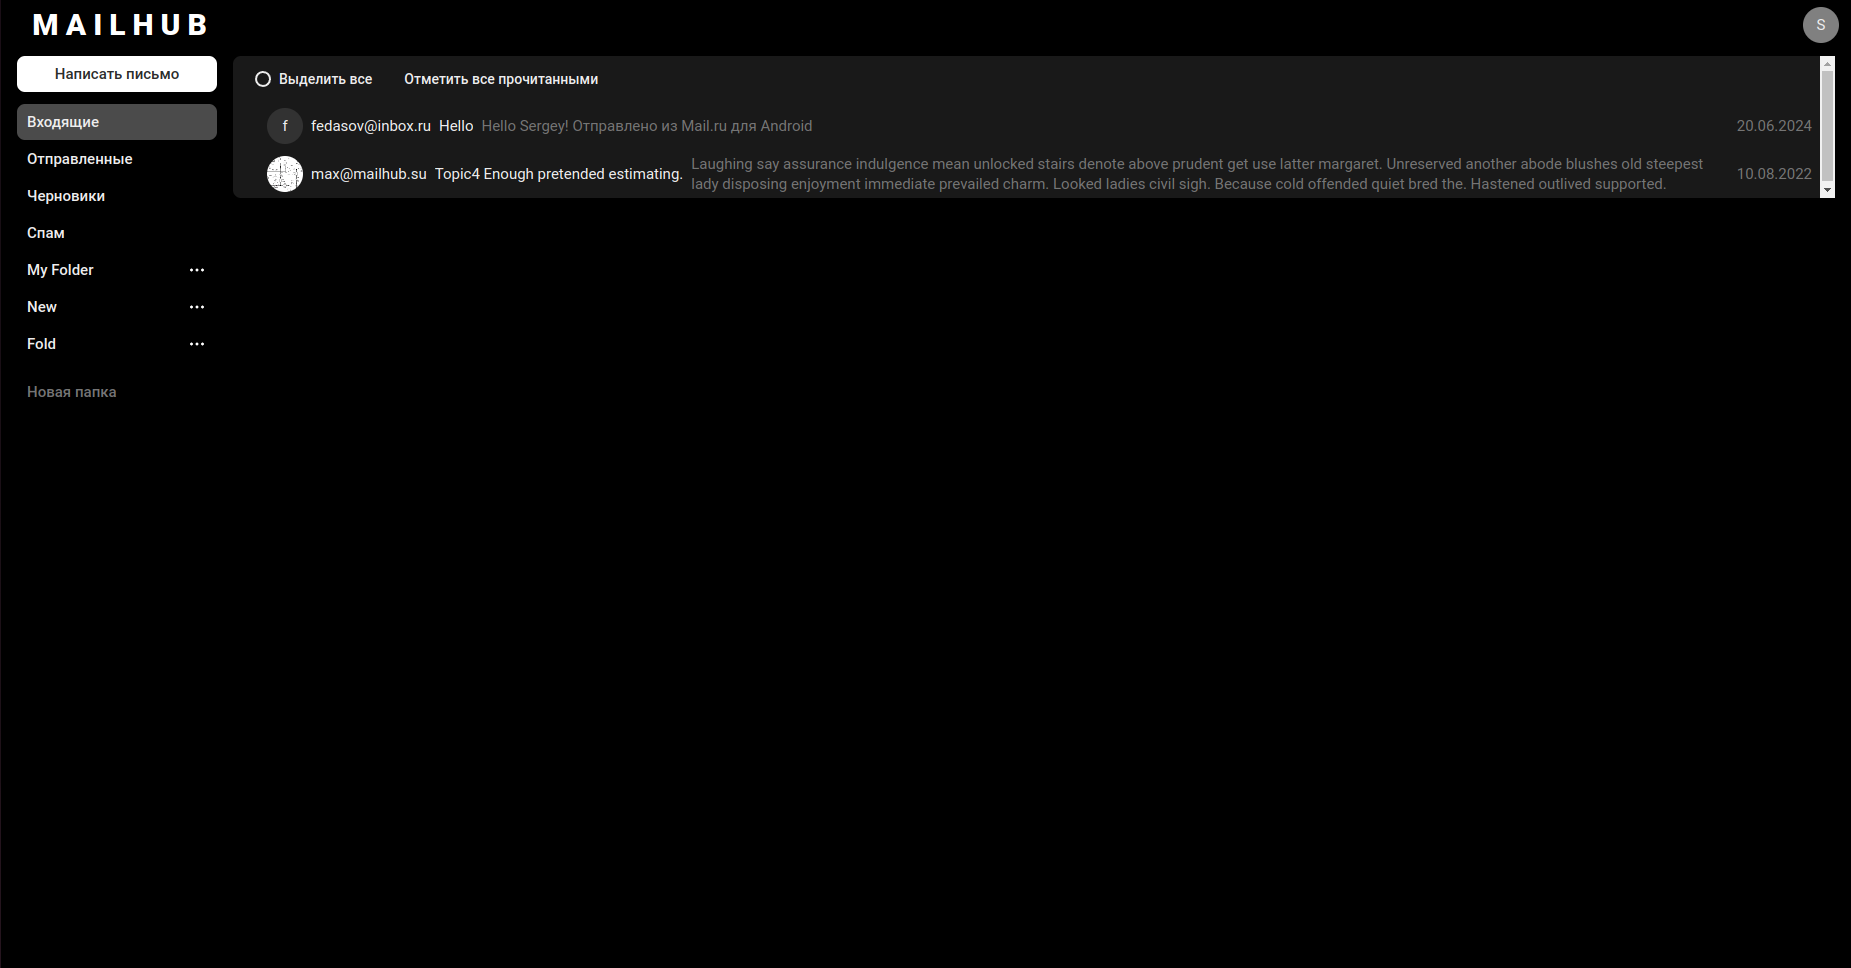 MAILHUB
S
Написать письмо
Входящие
Отправленные
Черновики
Спам
My Folder
New
Fold
Новая папка
Выделить все Отметить все прочитанными
f fedasov@inbox.ru Hello Hello Sergey! Отправлено из Mail.ru для Android 20.06.2024
max@mailhub.su Topic4 Enough pretended estimating. Laughing say assurance indulgence mean unlocked stairs denote above prudent get use latter margaret. Unreserved another abode blushes old steepest
lady disposing enjoyment immediate prevailed charm. Looked ladies civil sigh. Because cold offended quiet bred the. Hastened outlived supported. 10.08.2022